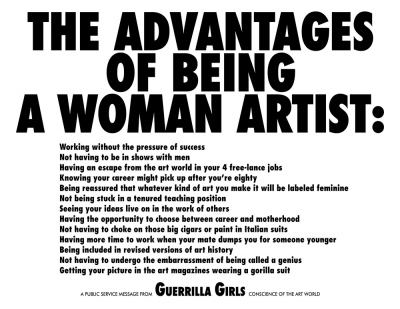 THE ADVANTAGES
OF BEING
A WOMAN ARTIST:
Working without the pressure of success
Not having to be in shows with men
Having an escape from the art world in your 4 free-lance jobs
Knowing your career might pick up after you're eighty
Being reassured that whatever kind of art you make it will be labeled feminine
Not being stuck in a tenured teaching position
Seeing your ideas live on in the work of others
Having the opportunity to choose between career and motherhood
Not having to choke on those big cigars or paint in Italian suits
Having more time to work when your mate dumps you for someone younger
Being included in revised versions of art history
Not having to undergo the embarrassment of being called a genius
Getting your picture in the art magazines wearing a gorilla suit
A PUBLIC SERVICE MESSAGE FROM GUERRILLA GIRLS CONSCIENCE OF THE ART WORLD